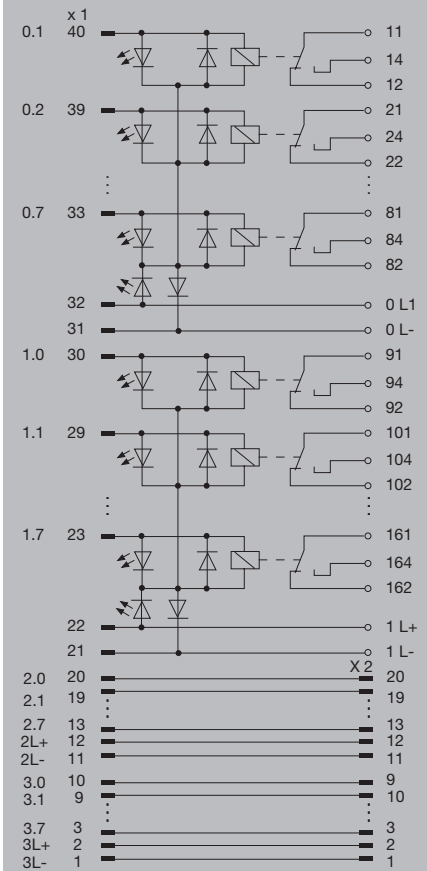 x 1
0.1 40 11
14
12
0.2 39 21
24
22
0.7 33 81
84
82
32 0 L1
31 0 L-
1.0 30 91
94
92
1.1 29 101
104
102
1.7 23 161
164
162
22 1 L+
21 1 L-
X 2
2.0 20 20
2.1 19 19
2.7 13 13
2L+ 12 12
2L- 11 11
3.0 10 9
3.1 9 10
3.7 3 3
3L+ 2 2
3L- 1 1